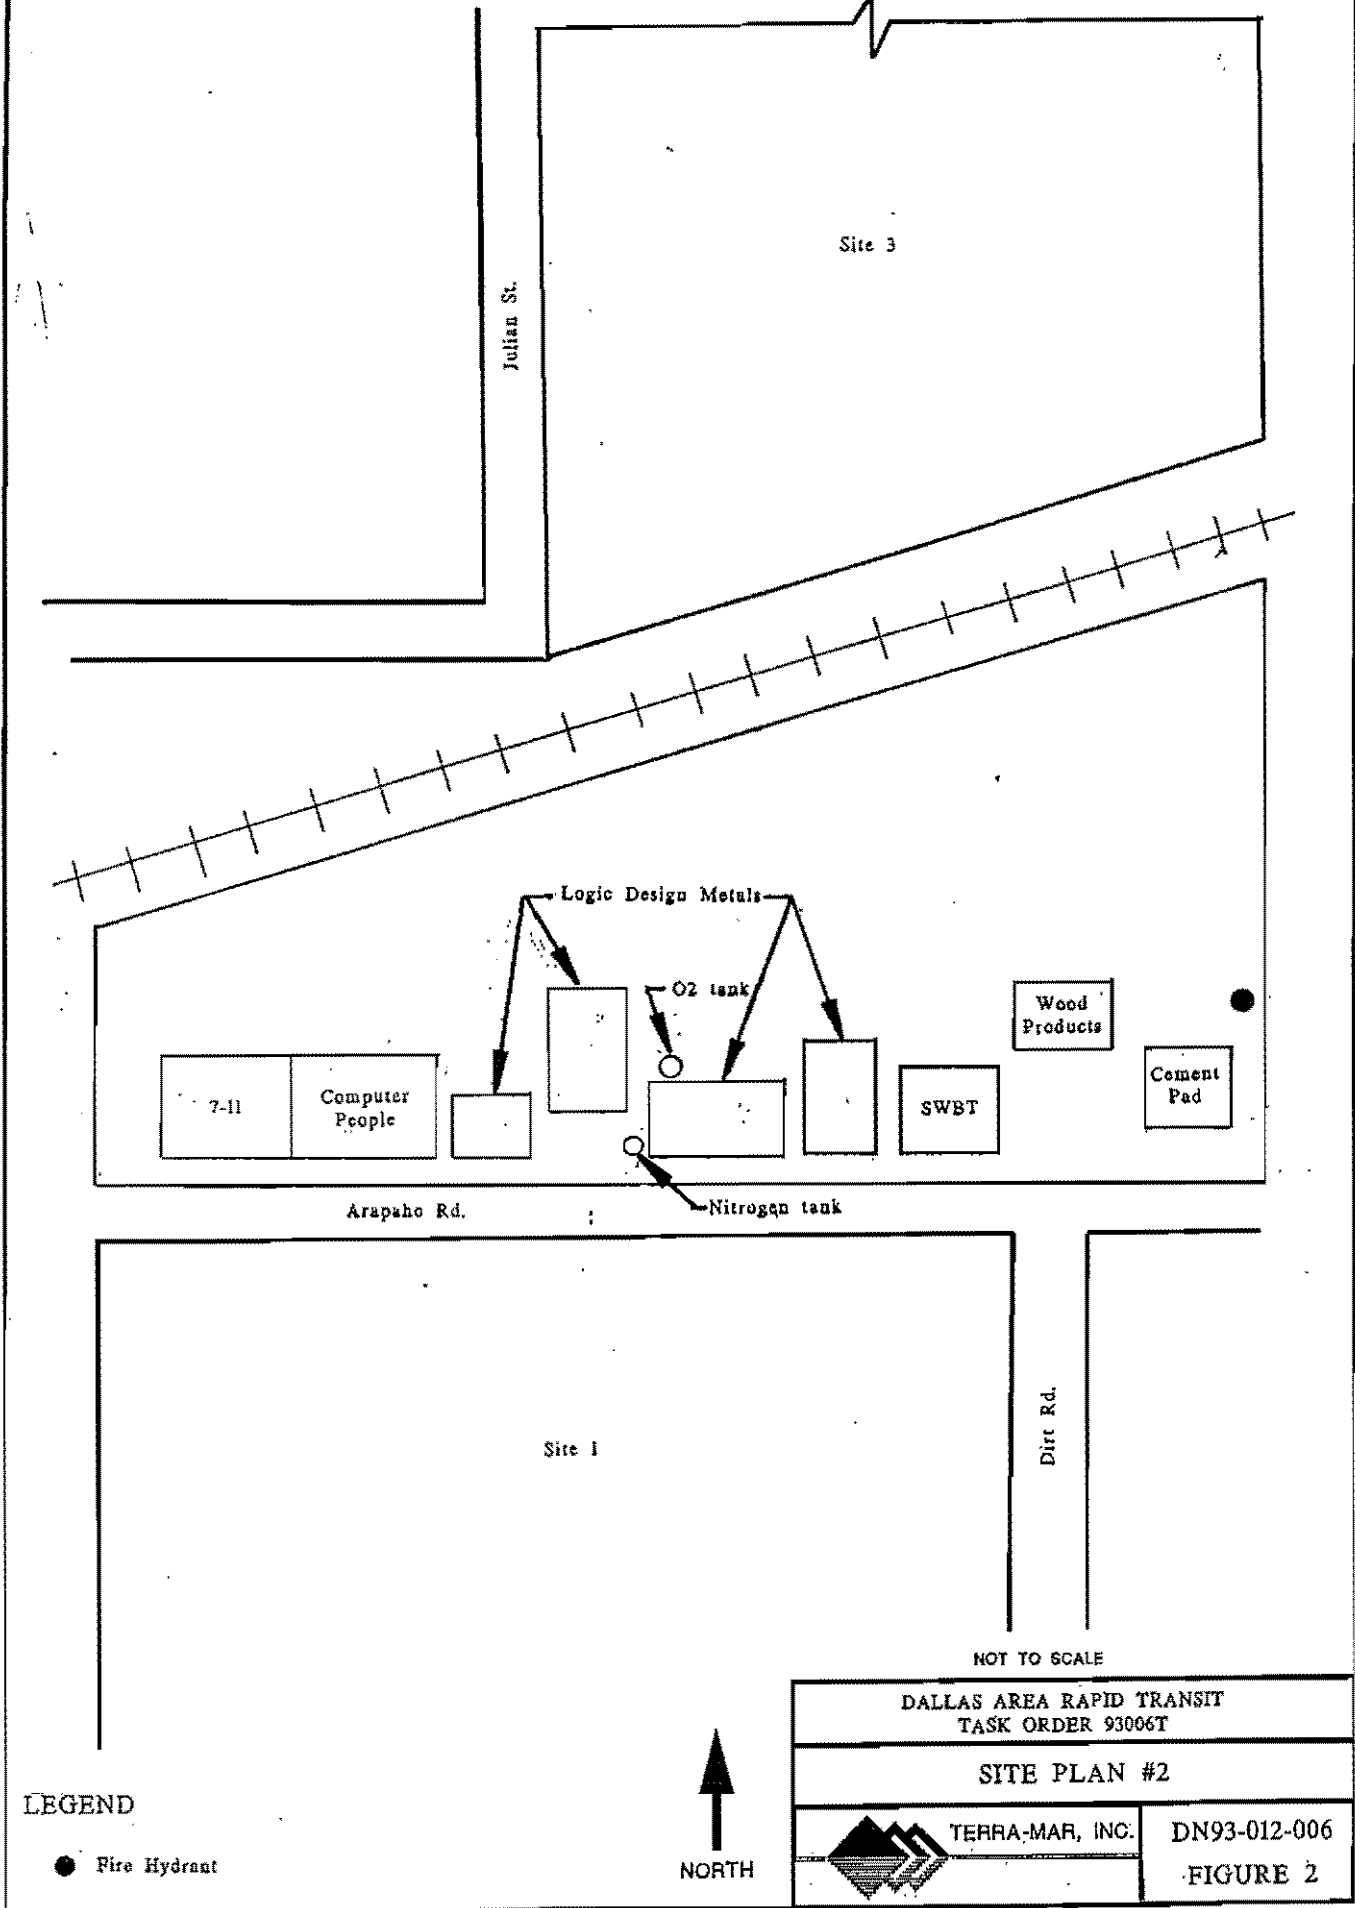 Site 3
Julian St.
Logic Design Metals
O2 tank
Wood
Products
7-11
Computer
People
SWBT
Cement
Pad
Arapaho Rd.
Nitrogen tank
Site 1
Dirt Rd.
NOT TO SCALE
DALLAS AREA RAPID TRANSIT
TASK ORDER 93006T
SITE PLAN #2
TERRA-MAR, INC.
DN93-012-006
FIGURE 2
NORTH
LEGEND
Fire Hydrant